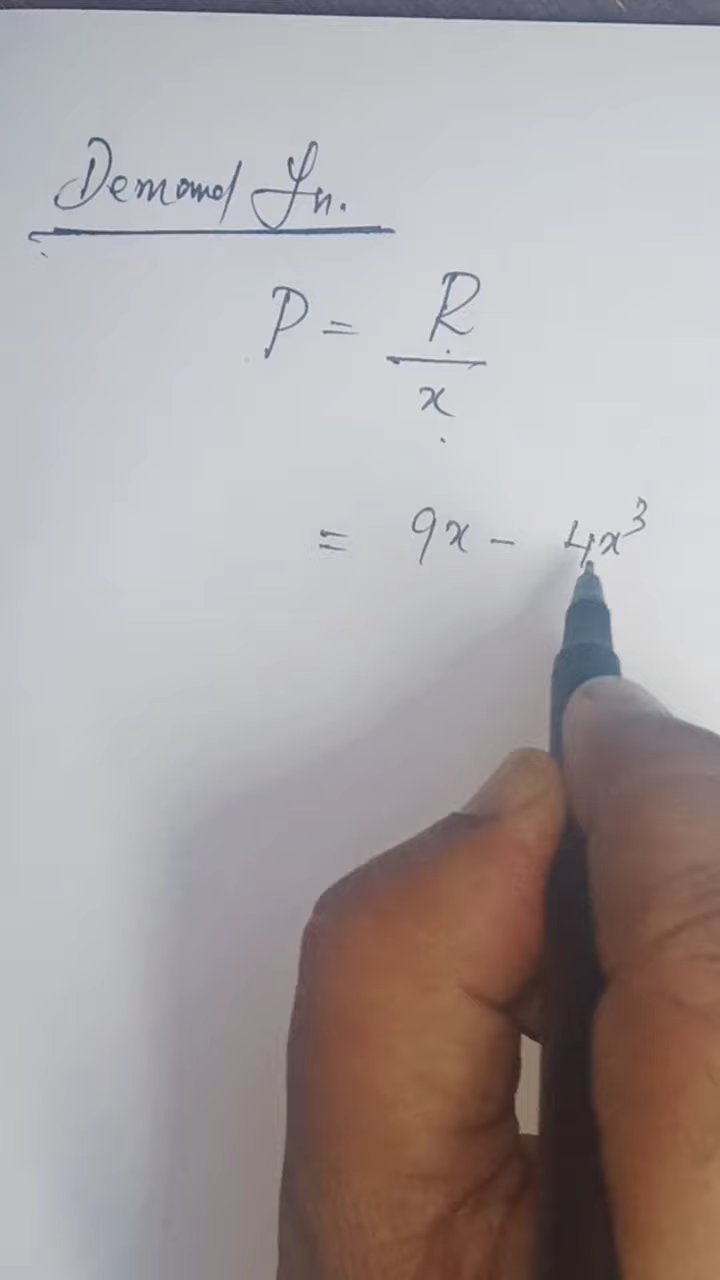 Demand fn.
P = R
x
= 9x - 4x³